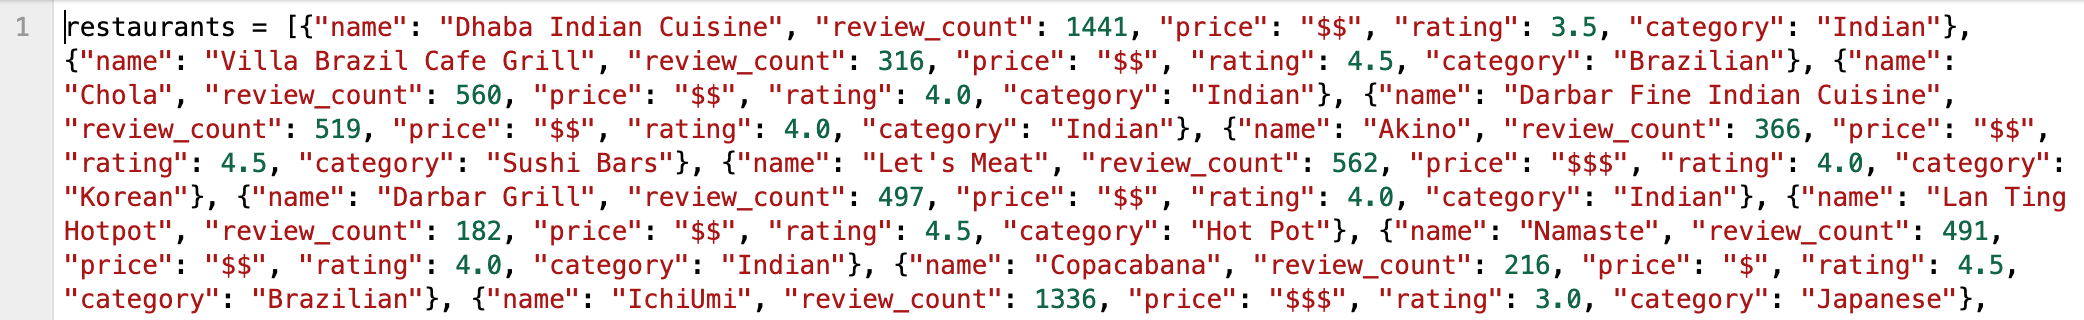 1 restaurants = [{"name": "Dhaba Indian Cuisine", "review_count": 1441, "price": "$$", "rating": 3.5, "category": "Indian"},
{"name": "Villa Brazil Cafe Grill", "review_count": 316, "price": "$$", "rating": 4.5, "category": "Brazilian"}, {"name":
"Chola", "review_count": 560, "price": "$$", "rating": 4.0, "category": "Indian"}, {"name": "Darbar Fine Indian Cuisine",
"review_count": 519, "price": "$$", "rating": 4.0, "category": "Indian"}, {"name": "Akino", "review_count": 366, "price": "$$",
"rating": 4.5, "category": "Sushi Bars"}, {"name": "Let's Meat", "review_count": 562, "price": "$$$", "rating": 4.0, "category":
"Korean"}, {"name": "Darbar Grill", "review_count": 497, "price": "$$", "rating": 4.0, "category": "Indian"}, {"name": "Lan Ting
Hotpot", "review_count": 182, "price": "$$", "rating": 4.5, "category": "Hot Pot"}, {"name": "Namaste", "review_count": 491,
"price": "$$", "rating": 4.0, "category": "Indian"}, {"name": "Copacabana", "review_count": 216, "price": "$", "rating": 4.5,
"category": "Brazilian"}, {"name": "IchiUmi", "review_count": 1336, "price": "$$$", "rating": 3.0, "category": "Japanese"},